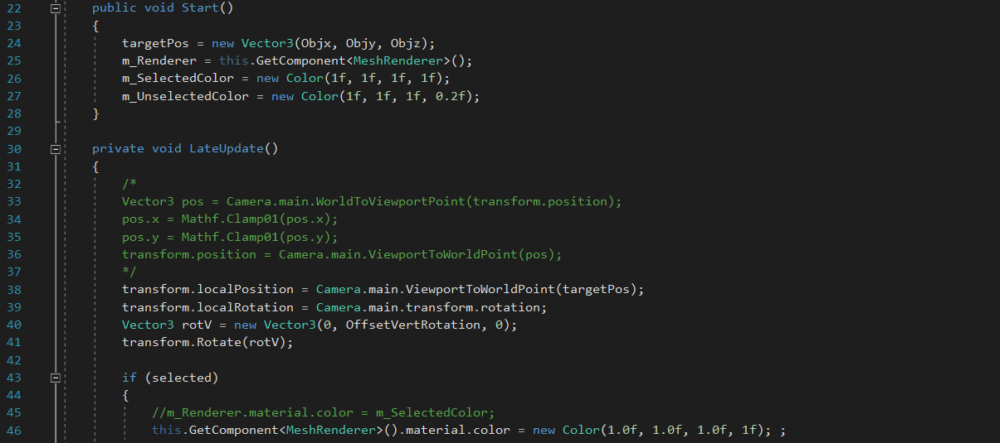 22 public void Start()
23 {
24 targetPos = new Vector3(Objx, Objy, Objz);
25 m_Renderer = this.GetComponent<MeshRenderer>();
26 m_SelectedColor = new Color(1f, 1f, 1f, 1f);
27 m_UnselectedColor = new Color(1f, 1f, 1f, 0.2f);
28 }
29
30 private void LateUpdate()
31 {
32 /*
33 Vector3 pos = Camera.main.WorldToViewportPoint(transform.position);
34 pos.x = Mathf.Clamp01(pos.x);
35 pos.y = Mathf.Clamp01(pos.y);
36 transform.position = Camera.main.ViewportToWorldPoint(pos);
37 */
38 transform.localPosition = Camera.main.ViewportToWorldPoint(targetPos);
39 transform.localRotation = Camera.main.transform.rotation;
40 Vector3 rotV = new Vector3(0, OffsetVertRotation, 0);
41 transform.Rotate(rotV);
42
43 if (selected)
44 {
45 //m_Renderer.material.color = m_SelectedColor;
46 this.GetComponent<MeshRenderer>().material.color = new Color(1.0f, 1.0f, 1.0f, 1f); ;